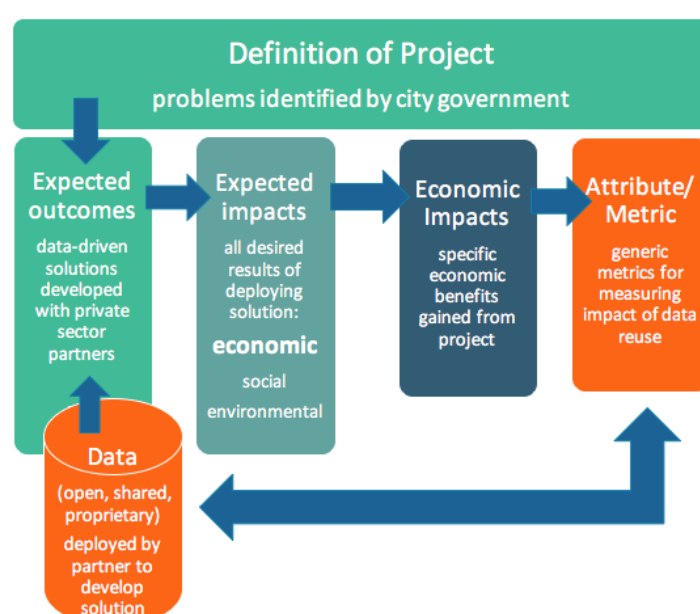 Definition of Project
problems identified by city government
Expected
outcomes
data-driven
solutions
developed
with private
sector
partners
Expected
impacts
all desired
results of
deploying
solution:
economic
social
environmental
Economic
Impacts
specific
economic
benefits
gained from
project
Attribute/
Metric
generic
metrics for
measuring
impact of data
reuse
Data
(open, shared,
proprietary)
deployed by
partner to
develop
solution